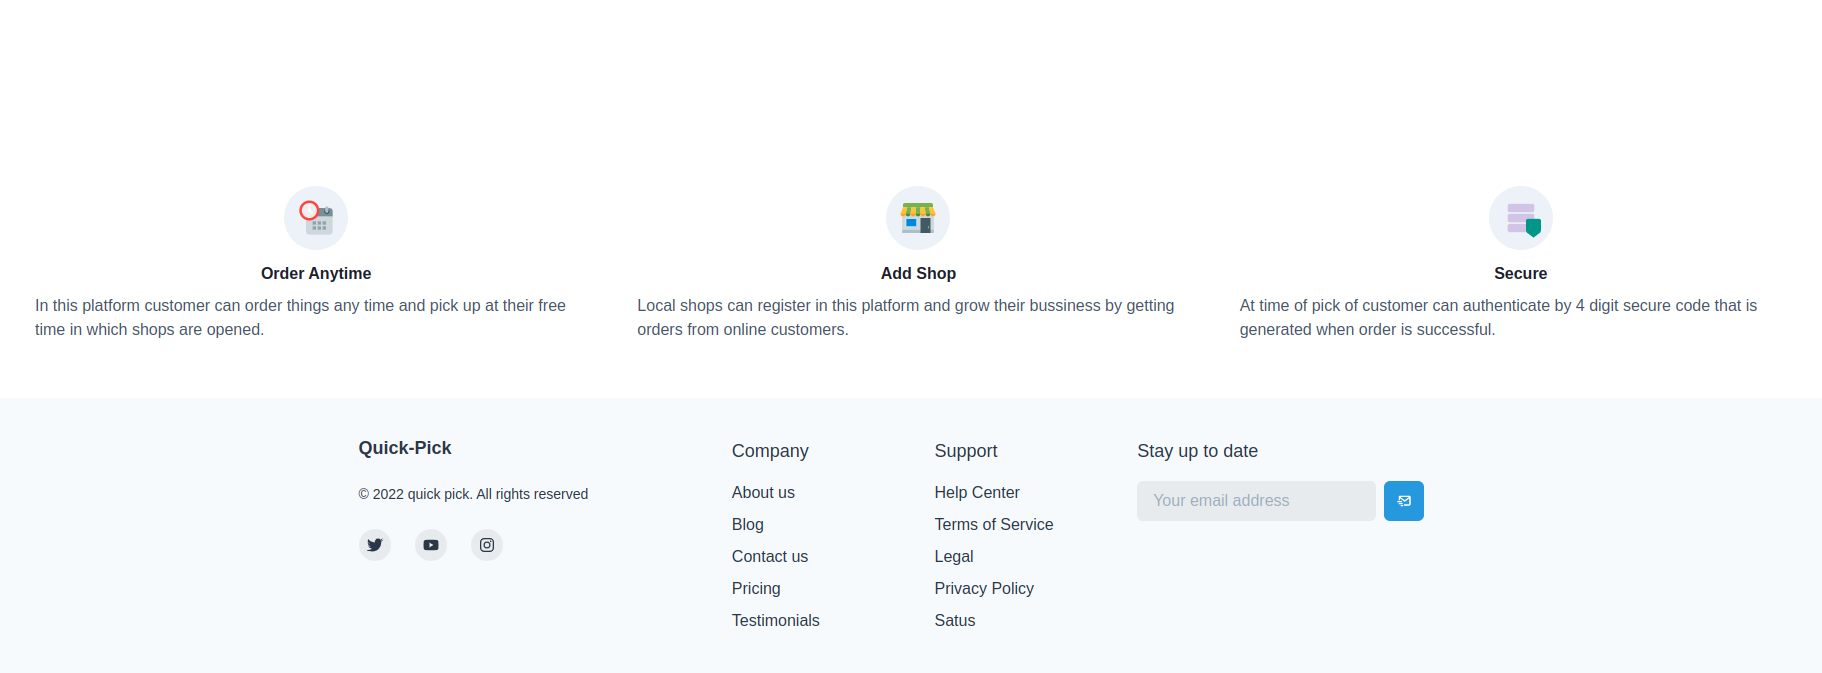 Order Anytime
In this platform customer can order things any time and pick up at their free
time in which shops are opened.
Add Shop
Local shops can register in this platform and grow their bussiness by getting
orders from online customers.
Secure
At time of pick of customer can authenticate by 4 digit secure code that is
generated when order is successful.
Quick-Pick
© 2022 quick pick. All rights reserved
Company
About us
Blog
Contact us
Pricing
Testimonials
Support
Help Center
Terms of Service
Legal
Privacy Policy
Satus
Stay up to date
Your email address